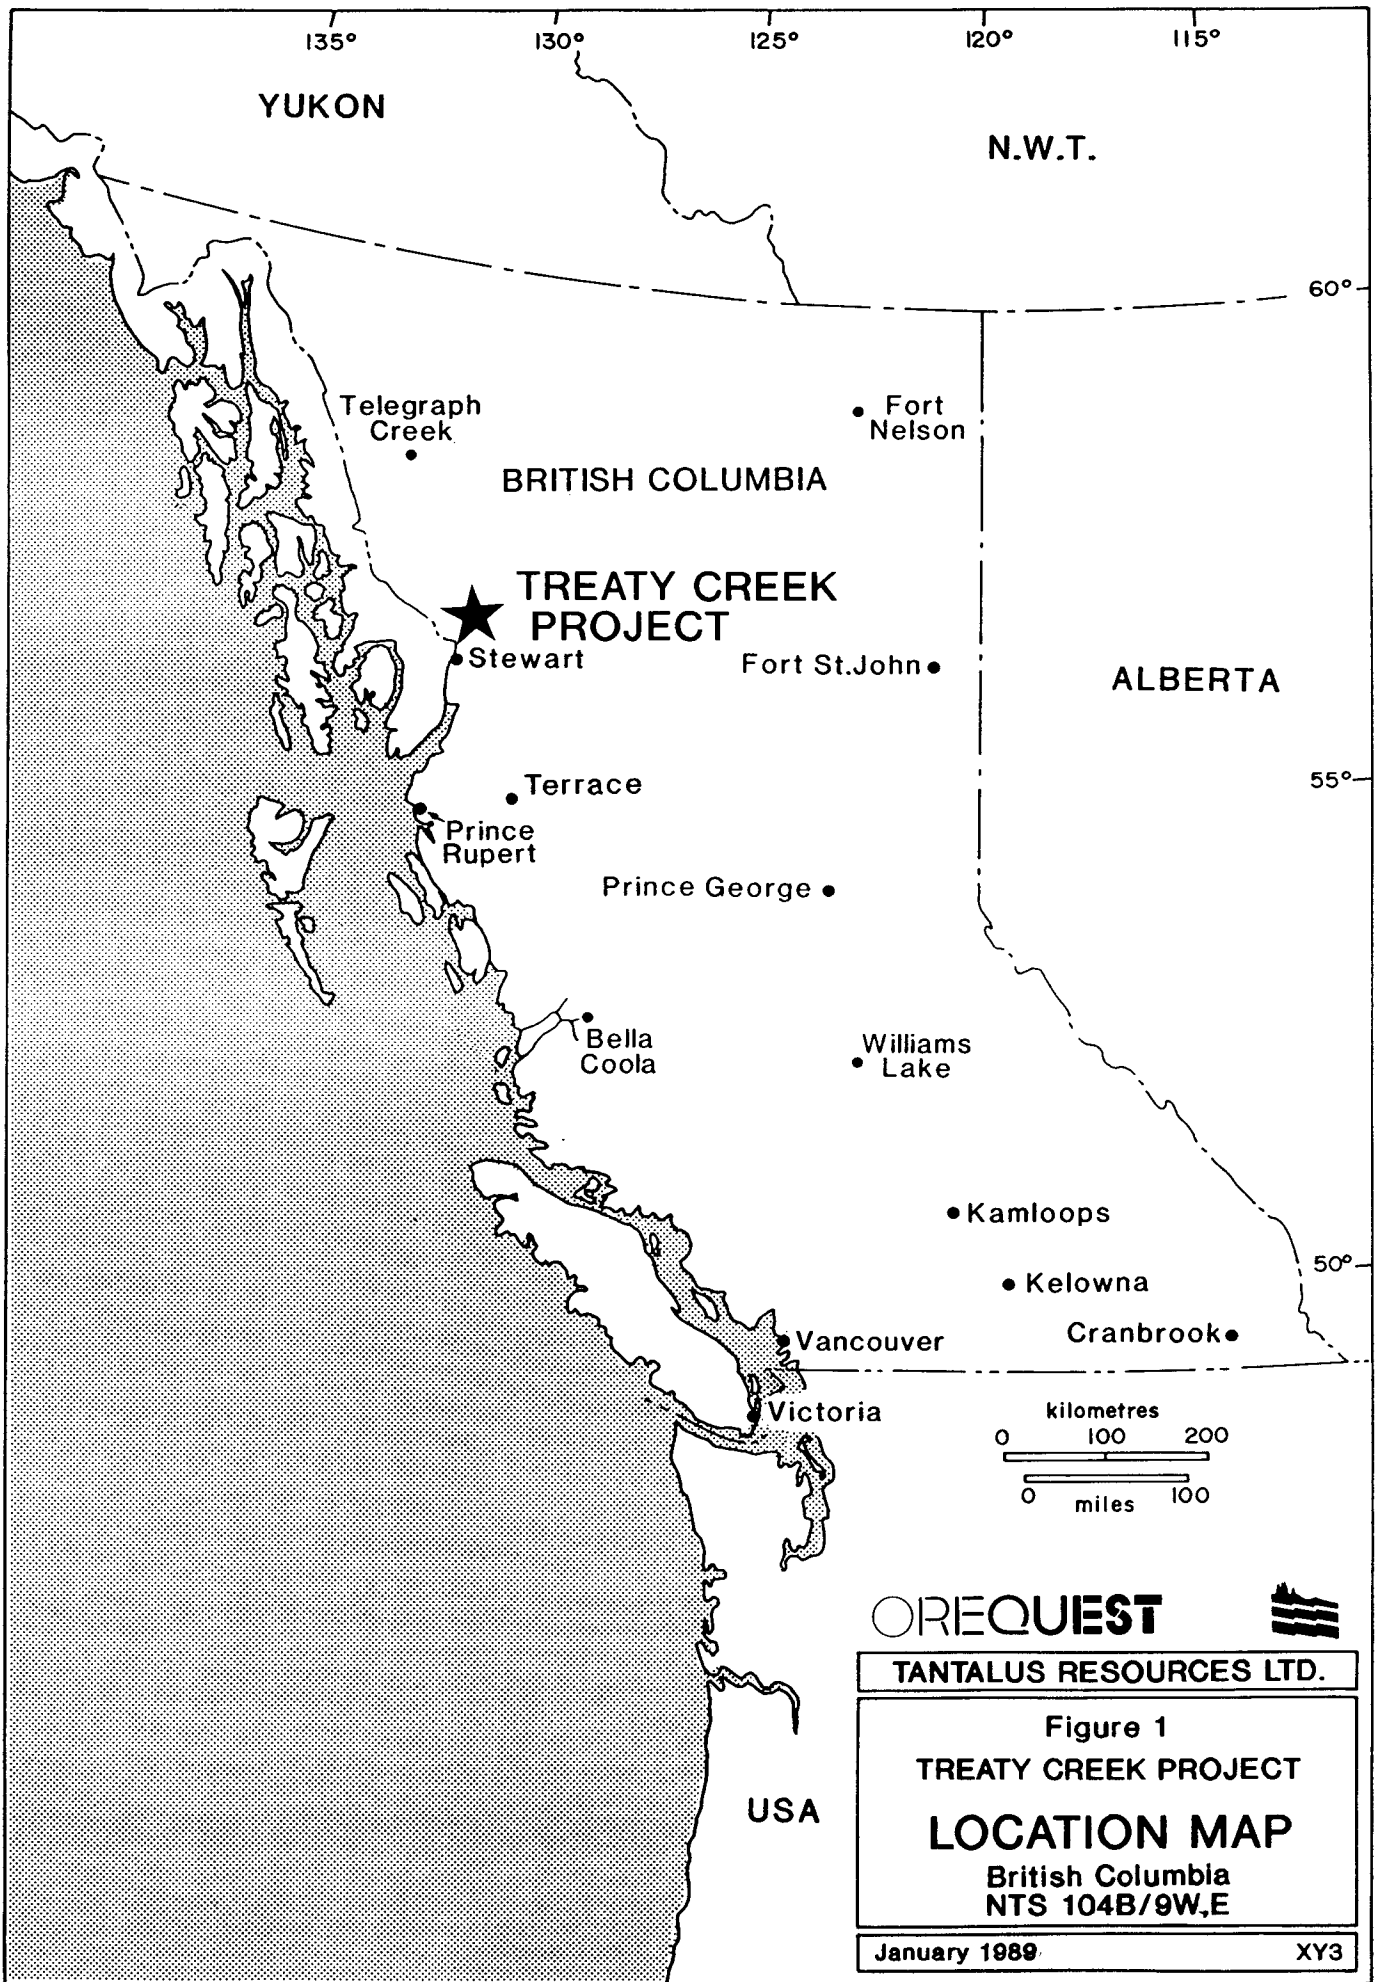 135° 130° 125° 120° 115°
YUKON
N.W.T.
60°
Telegraph
Creek
Fort
Nelson
BRITISH COLUMBIA
TREATY CREEK
PROJECT
Stewart
Fort St.John
ALBERTA
55°
Terrace
Prince
Rupert
Prince George
Bella
Coola
Williams
Lake
Kamloops
50°
Kelowna
Cranbrook
Vancouver
Victoria
kilometres
0 100 200
0 miles 100
OREQUEST
TANTALUS RESOURCES LTD.
Figure 1
TREATY CREEK PROJECT
USA
LOCATION MAP
British Columbia
NTS 104B/9W,E
January 1989 XY3